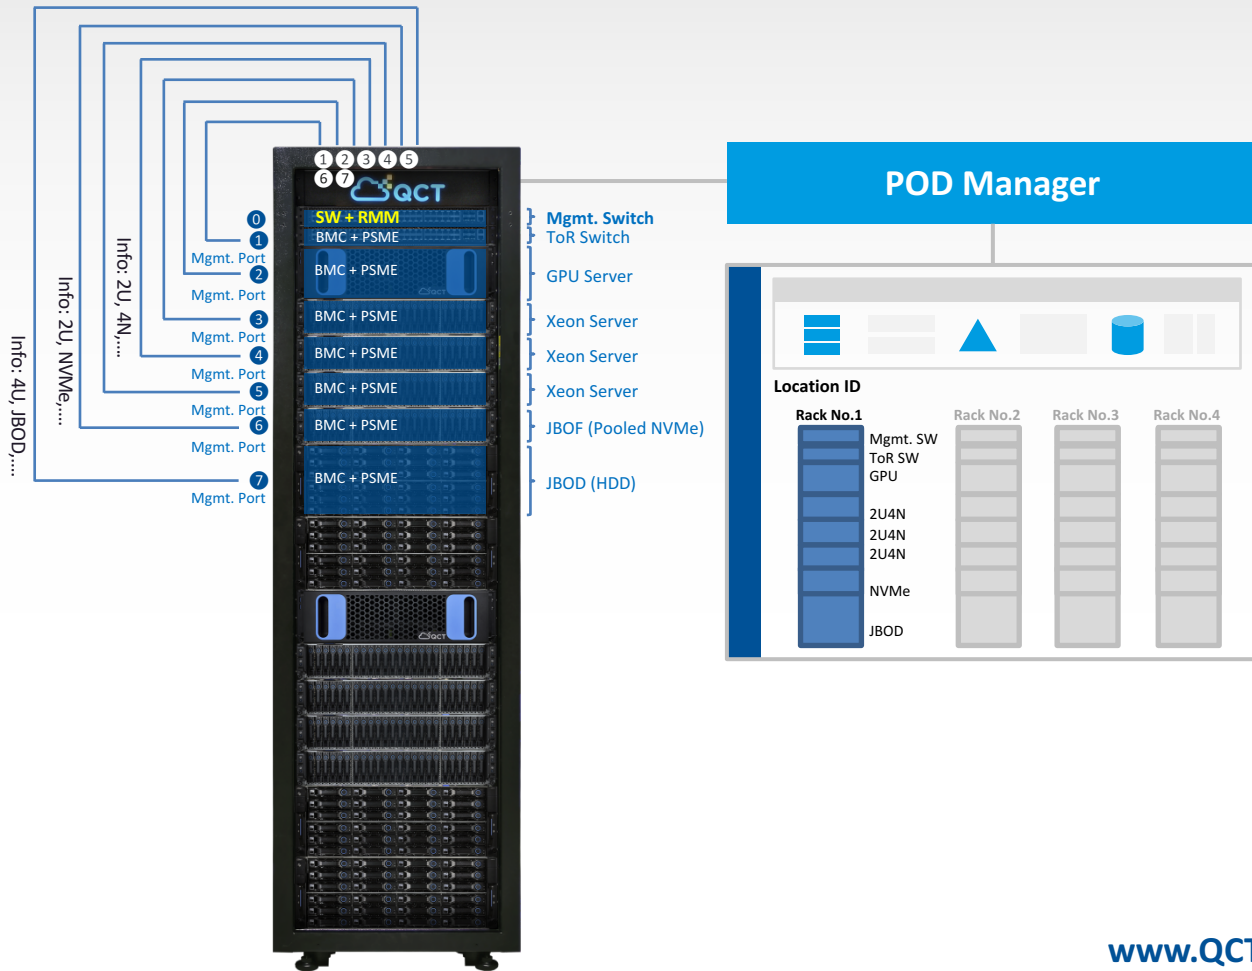 1 2 3 4 5
6 7
QCT
POD Manager
0 SW + RMM Mgmt. Switch
1 BMC + PSME ToR Switch
Mgmt. Port
2 BMC + PSME GPU Server
QCT
Mgmt. Port
3 BMC + PSME Xeon Server
Mgmt. Port
4 BMC + PSME Xeon Server
Mgmt. Port
5 BMC + PSME Xeon Server
Mgmt. Port
6 BMC + PSME JBOF (Pooled NVMe)
Mgmt. Port
7 BMC + PSME JBOD (HDD)
Mgmt. Port
Info: 2U, 4N,....
Info: 2U, NVMe,....
Info: 4U, JBOD,....
QCT
Location ID
Rack No.1 Rack No.2 Rack No.3 Rack No.4
Mgmt. SW
ToR SW
GPU
2U4N
2U4N
2U4N
NVMe
JBOD
www.QCT